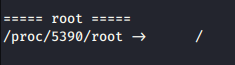 ===== root =====
/proc/5390/root -> /